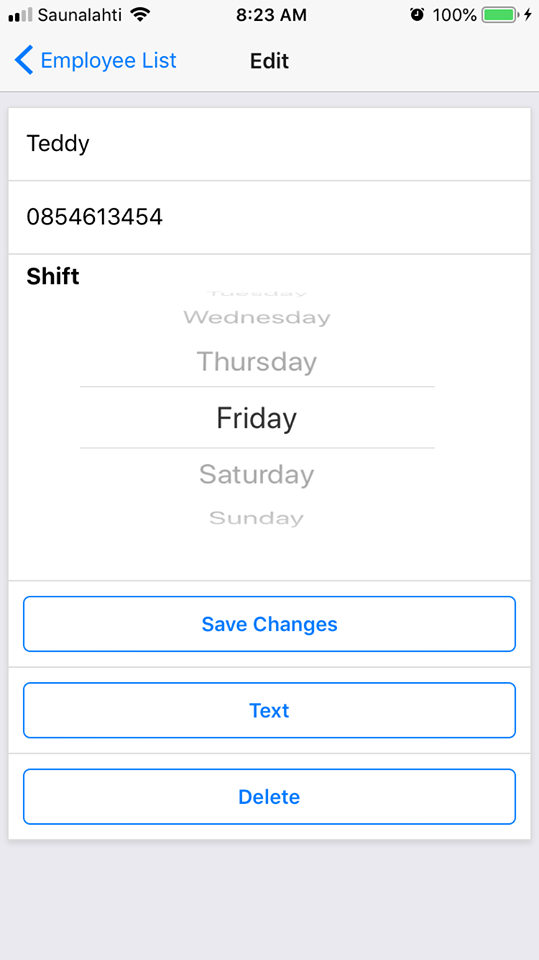 Saunalahti 8:23 AM 100%
Employee List Edit
Teddy
0854613454
Shift
Tuesday
Wednesday
Thursday
Friday
Saturday
Sunday
Save Changes
Text
Delete